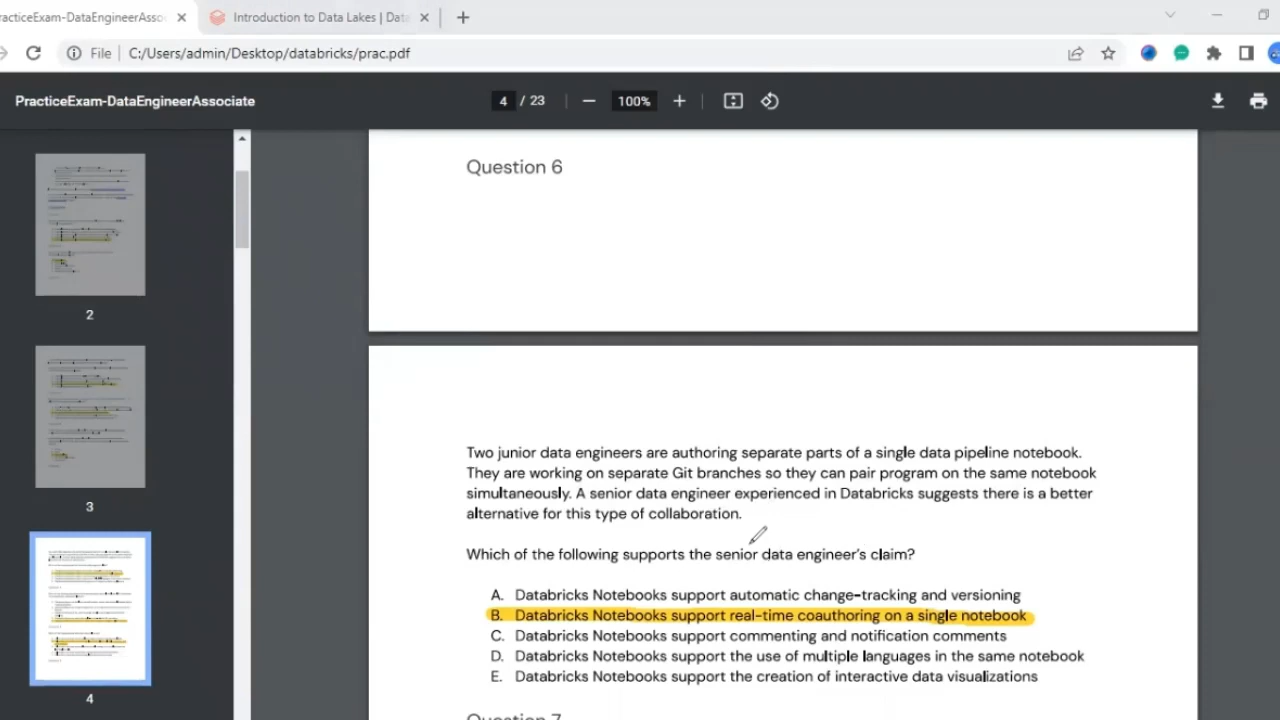 racticeExam-DataEngineerAsso
Introduction to Data Lakes | Data
File
C:/Users/admin/Desktop/databricks/prac.pdf
PracticeExam-DataEngineerAssociate
4 / 23
100%
2
3
4
Question 6
Two junior data engineers are authoring separate parts of a single data pipeline notebook.
They are working on separate Git branches so they can pair program on the same notebook
simultaneously. A senior data engineer experienced in Databricks suggests there is a better
alternative for this type of collaboration.
Which of the following supports the senior data engineer's claim?
A. Databricks Notebooks support automatic change-tracking and versioning
B. Databricks Notebooks support real-time coauthoring on a single notebook
C. Databricks Notebooks support commenting and notification comments
D. Databricks Notebooks support the use of multiple languages in the same notebook
E. Databricks Notebooks support the creation of interactive data visualizations
Question 7